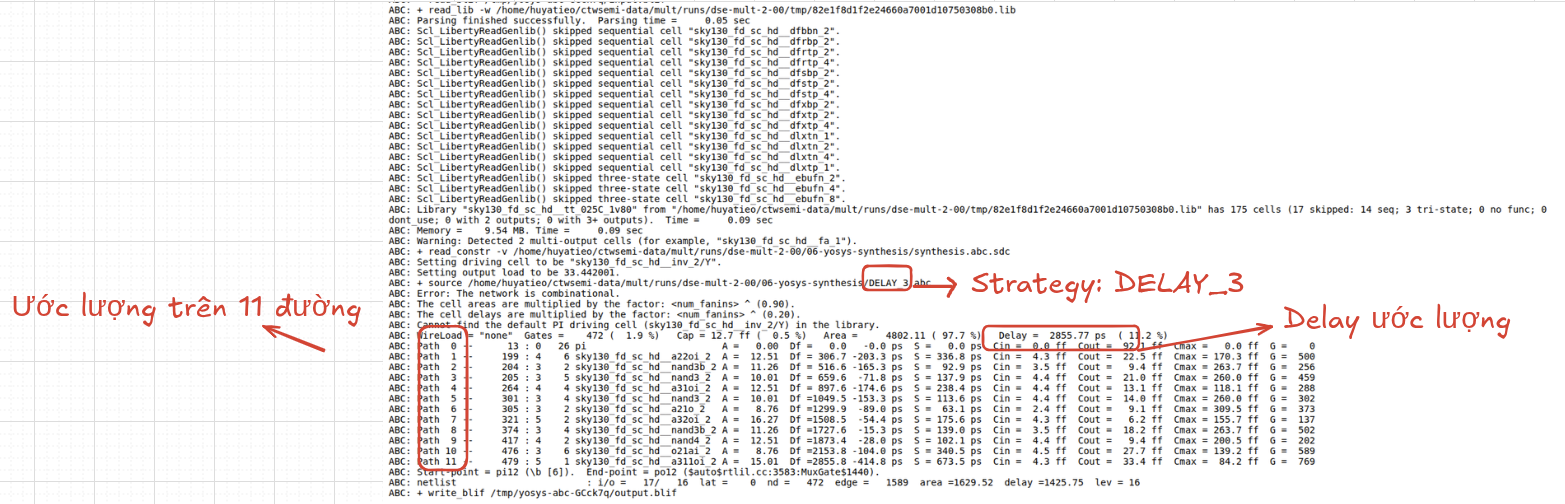 ABC: + read_lib -w /home/huyatieo/ctwsemi-data/mult/runs/dse-mult-2-00/tmp/82e1f8d1f2e24660a7001d10750308b0.lib
ABC: Parsing finished successfully.  Parsing time =     0.05 sec
ABC: Scl_LibertyReadGenlib() skipped sequential cell "sky130_fd_sc_hd__dfbbn_2".
ABC: Scl_LibertyReadGenlib() skipped sequential cell "sky130_fd_sc_hd__dfrbp_2".
ABC: Scl_LibertyReadGenlib() skipped sequential cell "sky130_fd_sc_hd__dfrtp_2".
ABC: Scl_LibertyReadGenlib() skipped sequential cell "sky130_fd_sc_hd__dfrtp_4".
ABC: Scl_LibertyReadGenlib() skipped sequential cell "sky130_fd_sc_hd__dfsbp_2".
ABC: Scl_LibertyReadGenlib() skipped sequential cell "sky130_fd_sc_hd__dfstp_2".
ABC: Scl_LibertyReadGenlib() skipped sequential cell "sky130_fd_sc_hd__dfstp_4".
ABC: Scl_LibertyReadGenlib() skipped sequential cell "sky130_fd_sc_hd__dfxbp_2".
ABC: Scl_LibertyReadGenlib() skipped sequential cell "sky130_fd_sc_hd__dfxtp_2".
ABC: Scl_LibertyReadGenlib() skipped sequential cell "sky130_fd_sc_hd__dfxtp_4".
ABC: Scl_LibertyReadGenlib() skipped sequential cell "sky130_fd_sc_hd__dlxtn_1".
ABC: Scl_LibertyReadGenlib() skipped sequential cell "sky130_fd_sc_hd__dlxtn_2".
ABC: Scl_LibertyReadGenlib() skipped sequential cell "sky130_fd_sc_hd__dlxtn_4".
ABC: Scl_LibertyReadGenlib() skipped sequential cell "sky130_fd_sc_hd__dlxtp_1".
ABC: Scl_LibertyReadGenlib() skipped three-state cell "sky130_fd_sc_hd__ebufn_2".
ABC: Scl_LibertyReadGenlib() skipped three-state cell "sky130_fd_sc_hd__ebufn_4".
ABC: Scl_LibertyReadGenlib() skipped three-state cell "sky130_fd_sc_hd__ebufn_8".
ABC: Library "sky130_fd_sc_hd__tt_025C_1v80" from "/home/huyatieo/ctwsemi-data/mult/runs/dse-mult-2-00/tmp/82e1f8d1f2e24660a7001d10750308b0.lib" has 175 cells (17 skipped: 14 seq; 3 tri-state; 0 no func; 0
dont_use; 0 with 2 outputs; 0 with 3+ outputs).  Time =     0.09 sec
ABC: Memory =    9.54 MB. Time =     0.09 sec
ABC: Warning: Detected 2 multi-output cells (for example, "sky130_fd_sc_hd__fa_1").
ABC: + read_constr -v /home/huyatieo/ctwsemi-data/mult/runs/dse-mult-2-00/06-yosys-synthesis/synthesis.abc.sdc
ABC: Setting driving cell to be "sky130_fd_sc_hd__inv_2/Y".
ABC: Setting output load to be 33.442001.
ABC: + source /home/huyatieo/ctwsemi-data/mult/runs/dse-mult-2-00/06-yosys-synthesis/DELAY_3.abc
Strategy: DELAY_3
ABC: Error: The network is combinational.
ABC: The cell areas are multiplied by the factor: <num_fanins> ^ (0.90).
Ước lượng trên 11 đường
ABC: The cell delays are multiplied by the factor: <num_fanins> ^ (0.20).
Delay ước lượng
ABC: Cannot find the default PI driving cell (sky130_fd_sc_hd__inv_2/Y) in the library.
ABC: WireLoad = "none"  Gates =    472 (  1.9 %)   Cap = 12.7 ff (  0.5 %)   Area =     4802.11 ( 97.7 %)   Delay =  2855.77 ps  ( 11.2 %)
ABC: Path  0 --      13 : 0   26 pi                      A =   0.00  Df =   0.0   -0.0 ps  S =   0.0 ps  Cin =  0.0 ff  Cout =  92.1 ff  Cmax =   0.0 ff  G =    0
ABC: Path  1 --     199 : 4    6 sky130_fd_sc_hd__a22oi_2  A =  12.51  Df = 306.7 -203.3 ps  S = 336.8 ps  Cin =  4.3 ff  Cout =  22.5 ff  Cmax = 170.3 ff  G =  500
ABC: Path  2 --     204 : 3    2 sky130_fd_sc_hd__nand3b_2 A =  11.26  Df = 516.6 -165.3 ps  S =  92.9 ps  Cin =  3.5 ff  Cout =   9.4 ff  Cmax = 263.7 ff  G =  256
ABC: Path  3 --     205 : 3    5 sky130_fd_sc_hd__nand3_2  A =  10.01  Df = 659.6  -71.8 ps  S = 137.9 ps  Cin =  4.4 ff  Cout =  21.0 ff  Cmax = 260.0 ff  G =  459
ABC: Path  4 --     264 : 4    4 sky130_fd_sc_hd__a31oi_2  A =  12.51  Df = 897.6 -174.6 ps  S = 238.4 ps  Cin =  4.4 ff  Cout =  13.1 ff  Cmax = 118.1 ff  G =  288
ABC: Path  5 --     301 : 3    4 sky130_fd_sc_hd__nand3_2  A =  10.01  Df =1049.5 -153.3 ps  S = 113.6 ps  Cin =  4.4 ff  Cout =  14.0 ff  Cmax = 260.0 ff  G =  302
ABC: Path  6 --     305 : 3    2 sky130_fd_sc_hd__a21o_2   A =   8.76  Df =1299.9  -89.0 ps  S =  63.1 ps  Cin =  2.4 ff  Cout =   9.1 ff  Cmax = 309.5 ff  G =  373
ABC: Path  7 --     321 : 5    2 sky130_fd_sc_hd__a32oi_2  A =  16.27  Df =1508.5  -54.4 ps  S = 175.6 ps  Cin =  4.3 ff  Cout =   6.2 ff  Cmax = 155.7 ff  G =  137
ABC: Path  8 --     374 : 3    4 sky130_fd_sc_hd__nand3b_2 A =  11.26  Df =1727.6  -15.3 ps  S = 139.0 ps  Cin =  3.5 ff  Cout =  18.2 ff  Cmax = 263.7 ff  G =  502
ABC: Path  9 --     417 : 4    2 sky130_fd_sc_hd__nand4_2  A =  12.51  Df =1873.4  -28.0 ps  S = 102.1 ps  Cin =  4.4 ff  Cout =   9.4 ff  Cmax = 200.5 ff  G =  202
ABC: Path 10 --     476 : 3    6 sky130_fd_sc_hd__o21ai_2  A =   8.76  Df =2153.8 -104.0 ps  S = 340.5 ps  Cin =  4.5 ff  Cout =  27.7 ff  Cmax = 139.2 ff  G =  589
ABC: Path 11 --     479 : 5    1 sky130_fd_sc_hd__a311oi_2 A =  15.01  Df =2855.8 -414.8 ps  S = 673.5 ps  Cin =  4.3 ff  Cout =  33.4 ff  Cmax =  84.2 ff  G =  769
ABC: Start-point = pi12 (\b [6]).  End-point = po12 ($auto$rtlil.cc:3583:MuxGate$1440).
ABC: netlist                       : i/o =   17/   16  lat =    0  nd =   472  edge =   1589  area =1629.52  delay =1425.75  lev = 16
ABC: + write_blif /tmp/yosys-abc-GCck7q/output.blif